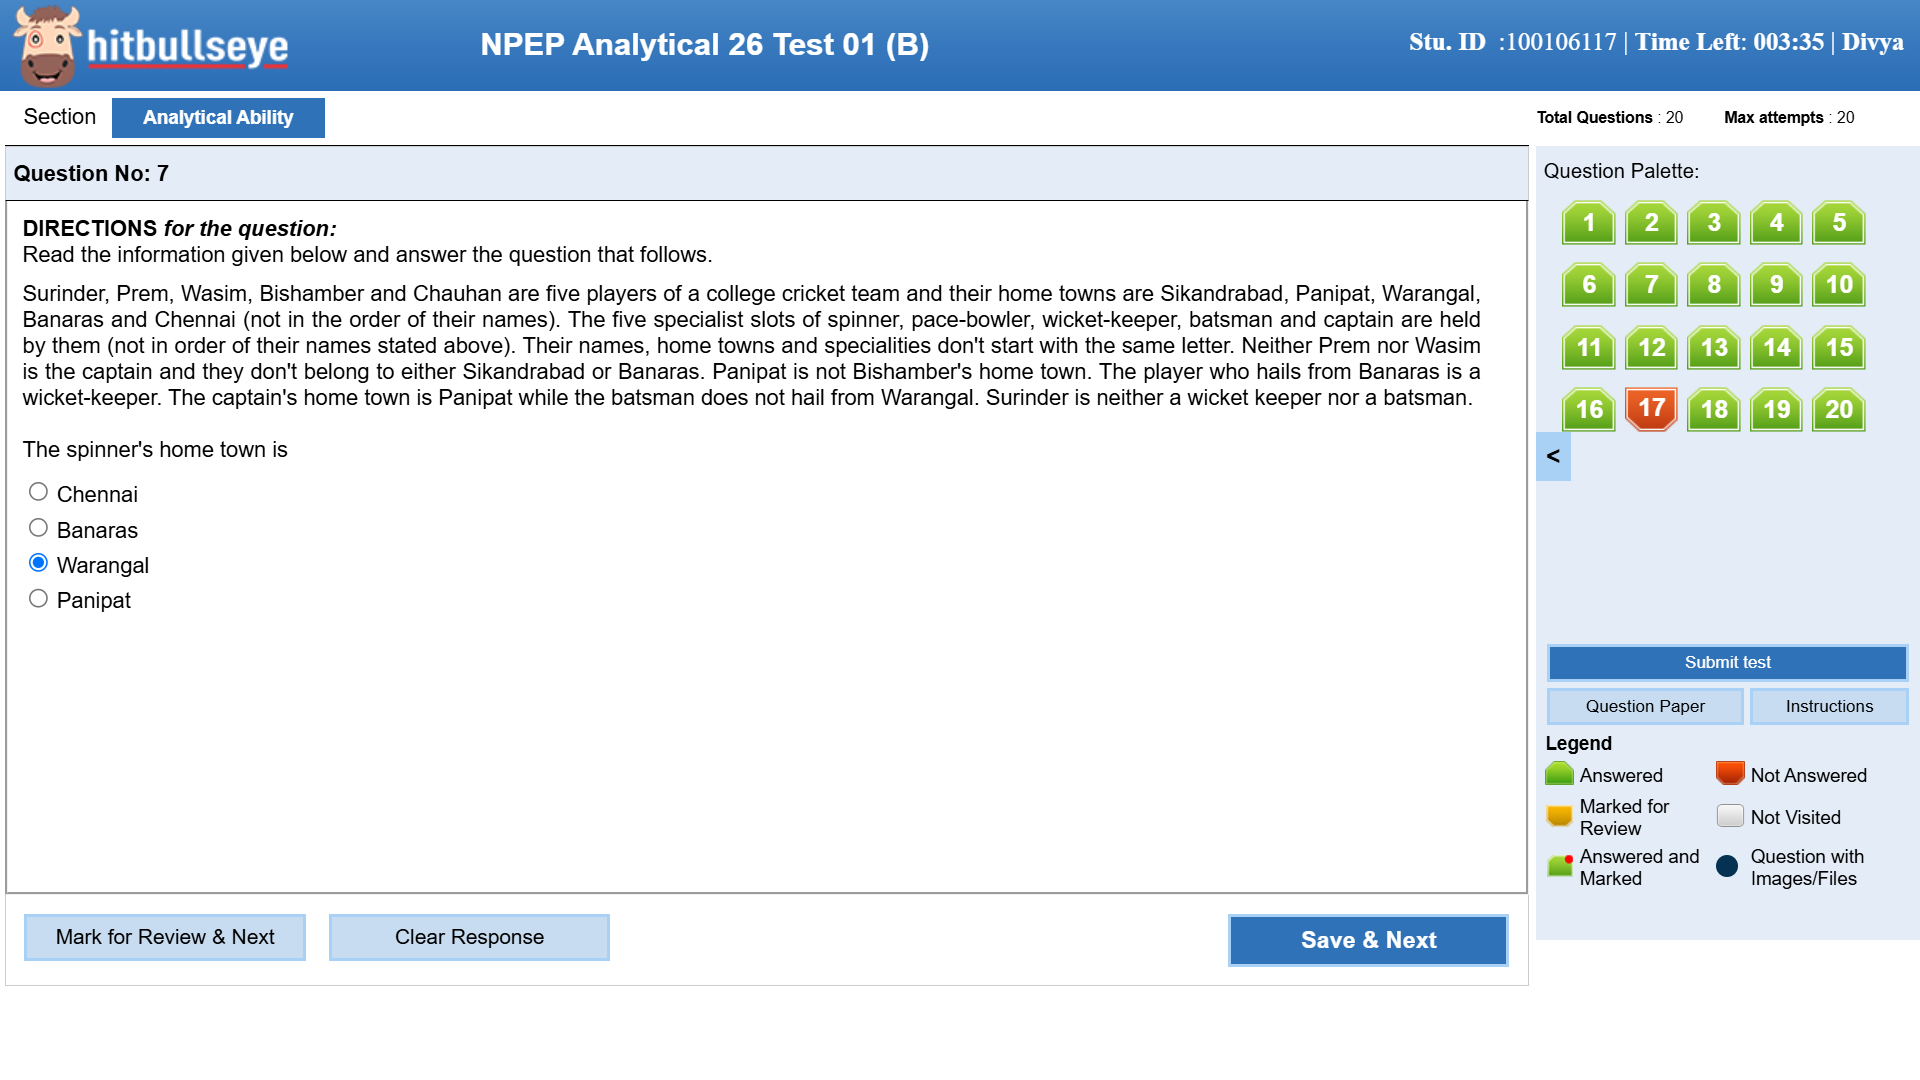 hitbullseye
NPEP Analytical 26 Test 01 (B)
Stu. ID :100106117 | Time Left: 003:35 | Divya
Section
Analytical Ability
Total Questions : 20
Max attempts : 20
Question No: 7
DIRECTIONS for the question:
Read the information given below and answer the question that follows.
Surinder, Prem, Wasim, Bishamber and Chauhan are five players of a college cricket team and their home towns are Sikandrabad, Panipat, Warangal,
Banaras and Chennai (not in the order of their names). The five specialist slots of spinner, pace-bowler, wicket-keeper, batsman and captain are held
by them (not in order of their names stated above). Their names, home towns and specialities don't start with the same letter. Neither Prem nor Wasim
is the captain and they don't belong to either Sikandrabad or Banaras. Panipat is not Bishamber's home town. The player who hails from Banaras is a
wicket-keeper. The captain's home town is Panipat while the batsman does not hail from Warangal. Surinder is neither a wicket keeper nor a batsman.
The spinner's home town is
Chennai
Banaras
Warangal
Panipat
Mark for Review & Next
Clear Response
Save & Next
Question Palette:
1 2 3 4 5
6 7 8 9 10
11 12 13 14 15
16 17 18 19 20
<
Submit test
Question Paper
Instructions
Legend
Answered
Not Answered
Marked for
Review
Not Visited
Answered and
Marked
Question with
Images/Files